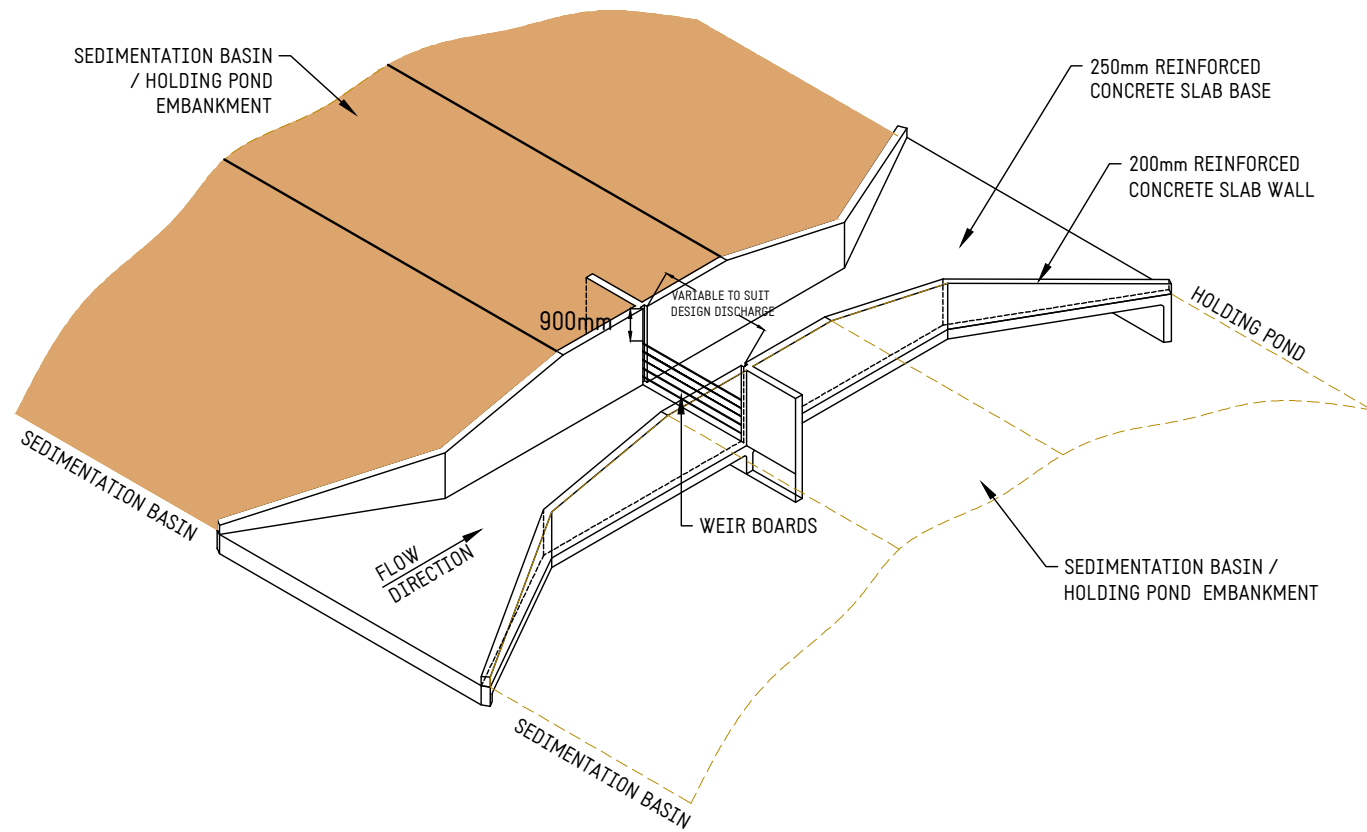 SEDIMENTATION BASIN
/ HOLDING POND
EMBANKMENT
250mm REINFORCED
CONCRETE SLAB BASE
200mm REINFORCED
CONCRETE SLAB WALL
VARIABLE TO SUIT
DESIGN DISCHARGE
900mm
HOLDING POND
SEDIMENTATION BASIN
WEIR BOARDS
FLOW
DIRECTION
SEDIMENTATION BASIN /
HOLDING POND EMBANKMENT
SEDIMENTATION BASIN